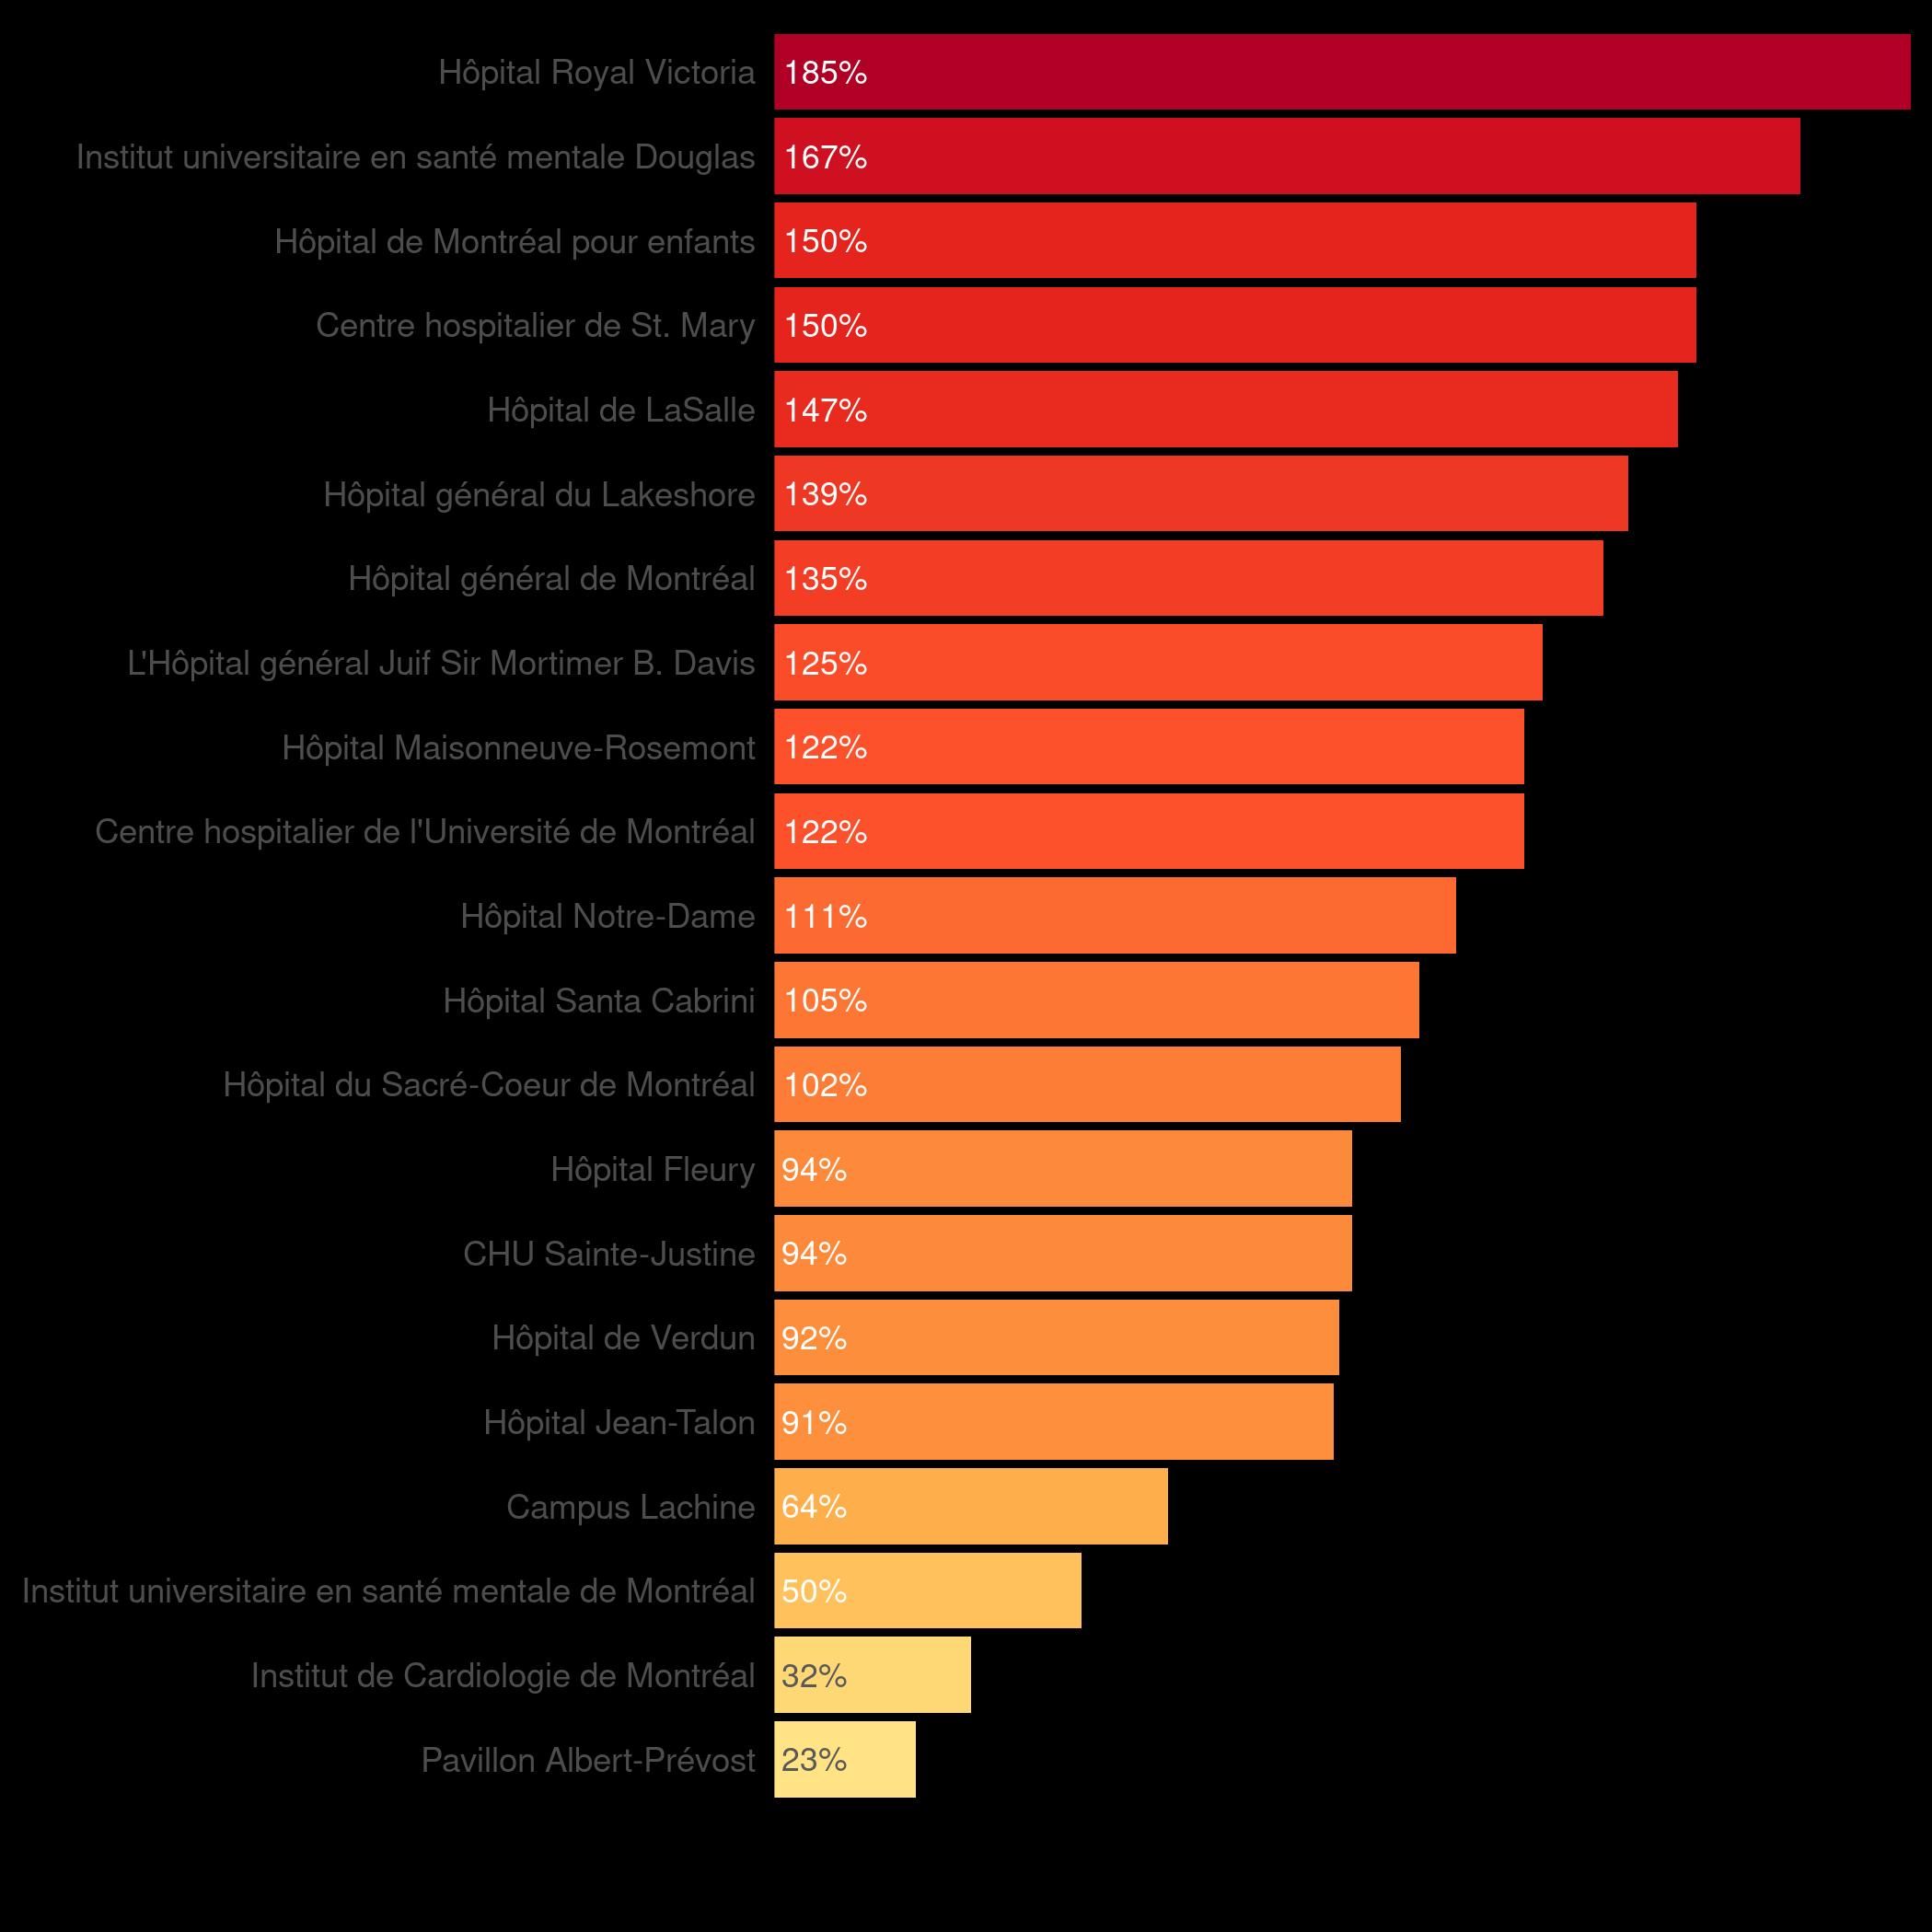 Hôpital Royal Victoria 185%
Institut universitaire en santé mentale Douglas 167%
Hôpital de Montréal pour enfants 150%
Centre hospitalier de St. Mary 150%
Hôpital de LaSalle 147%
Hôpital général du Lakeshore 139%
Hôpital général de Montréal 135%
L'Hôpital général Juif Sir Mortimer B. Davis 125%
Hôpital Maisonneuve-Rosemont 122%
Centre hospitalier de l'Université de Montréal 122%
Hôpital Notre-Dame 111%
Hôpital Santa Cabrini 105%
Hôpital du Sacré-Coeur de Montréal 102%
Hôpital Fleury 94%
CHU Sainte-Justine 94%
Hôpital de Verdun 92%
Hôpital Jean-Talon 91%
Campus Lachine 64%
Institut universitaire en santé mentale de Montréal 50%
Institut de Cardiologie de Montréal 32%
Pavillon Albert-Prévost 23%